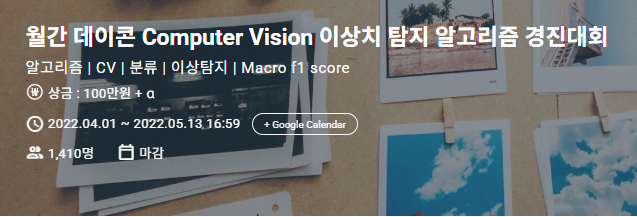 월간 데이콘 Computer Vision 이상치 탐지 알고리즘 경진대회
알고리즘 | CV | 분류 | 이상탐지 | Macro f1 score
₩ 상금 : 100만원 + α
2022.04.01 ~ 2022.05.13 16:59 + Google Calendar
1,410명 마감